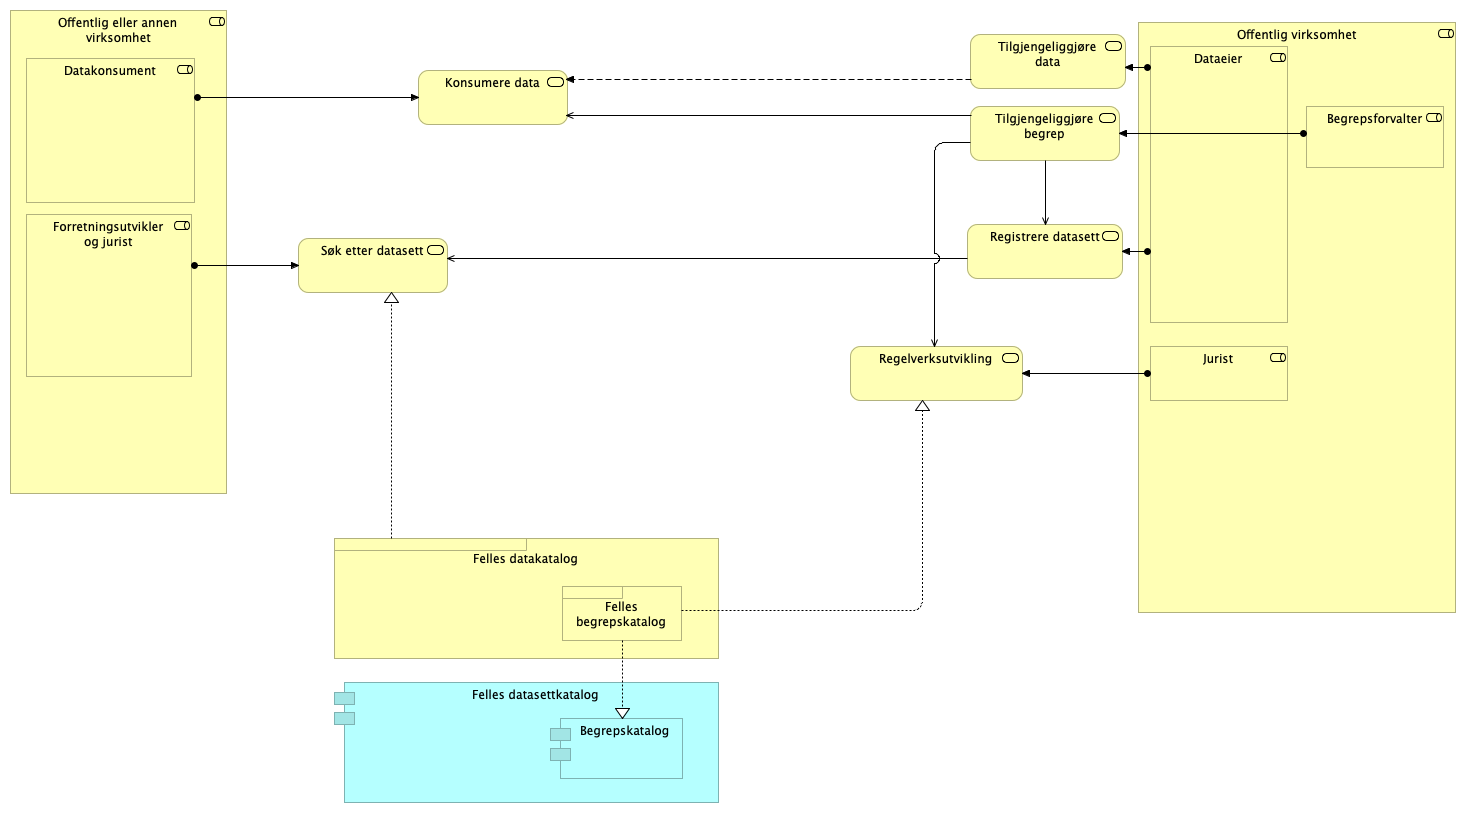 Offentlig eller annen
virksomhet
Datakonsument
Forretningsutvikler
og jurist
Konsumere data
Søk etter datasett
Tilgjengeliggjøre
data
Tilgjengeliggjøre
begrep
Registrere datasett
Regelverksutvikling
Offentlig virksomhet
Dataeier
Begrepsforvalter
Jurist
Felles datakatalog
Felles
begrepskatalog
Felles datasettkatalog
Begrepskatalog